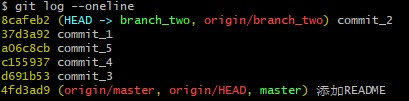 $ git log --oneline
8cafeb2 (HEAD -> branch_two, origin/branch_two) commit_2
37d3a92 commit_1
a06c8cb commit_5
c155937 commit_4
d691b53 commit_3
4fd3ad9 (origin/master, origin/HEAD, master) 添加README